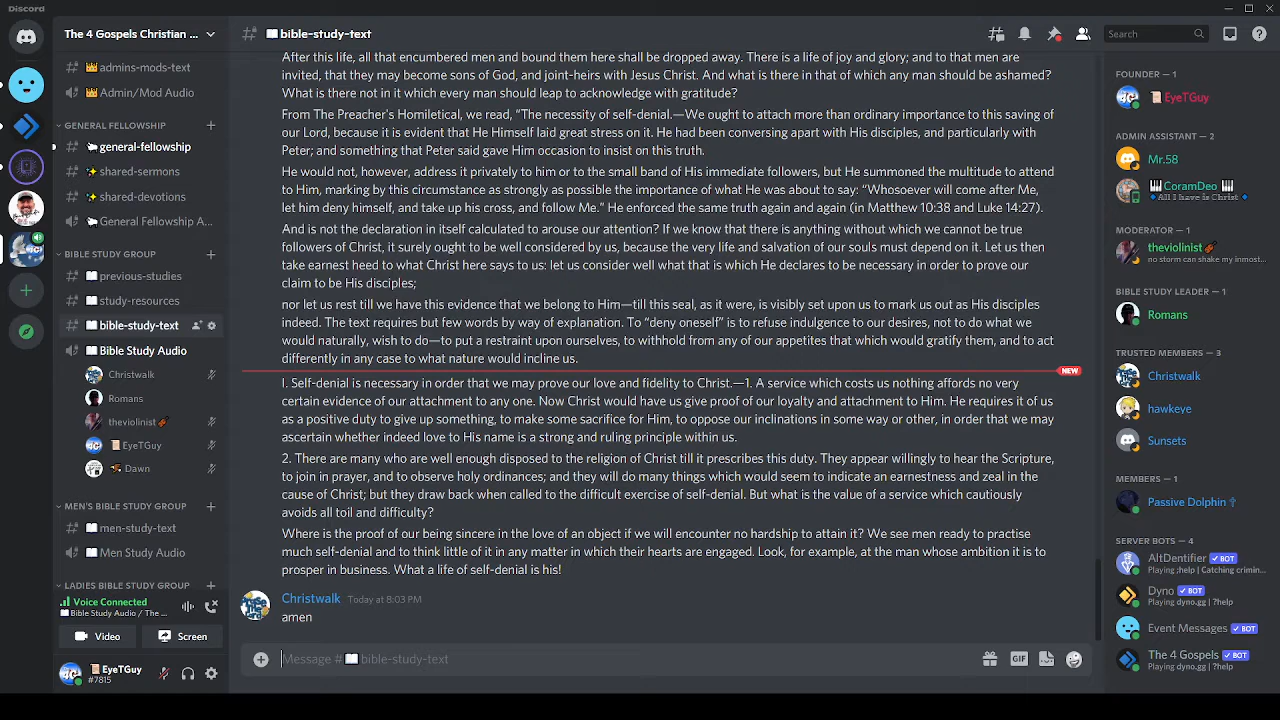 Discord
The 4 Gospels Christian ...
admins-mods-text
Admin/Mod Audio
GENERAL FELLOWSHIP
general-fellowship
shared-sermons
shared-devotions
General Fellowship A...
BIBLE STUDY GROUP
previous-studies
study-resources
bible-study-text
Bible Study Audio
Christwalk
Romans
theviolinist
EyeTGuy
Dawn
MEN'S BIBLE STUDY GROUP
men-study-text
Men Study Audio
LADIES BIBLE STUDY GROUP
Voice Connected
Bible Study Audio / The ...
Video
Screen
EyeTGuy
#7815
bible-study-text
Search
After this life, all that encumbered men and bound them here shall be dropped away. There is a life of joy and glory; and to that men are
invited, that they may become sons of God, and joint-heirs with Jesus Christ. And what is there in that of which any man should be ashamed?
What is there not in it which every man should leap to acknowledge with gratitude?
From The Preacher's Homiletical, we read, “The necessity of self-denial.—We ought to attach more than ordinary importance to this saving of
our Lord, because it is evident that He Himself laid great stress on it. He had been conversing apart with His disciples, and particularly with
Peter; and something that Peter said gave Him occasion to insist on this truth.
He would not, however, address it privately to him or to the small band of His immediate followers, but He summoned the multitude to attend
to Him, marking by this circumstance as strongly as possible the importance of what He was about to say: “Whosoever will come after Me,
let him deny himself, and take up his cross, and follow Me.” He enforced the same truth again and again (in Matthew 10:38 and Luke 14:27).
And is not the declaration in itself calculated to arouse our attention? If we know that there is anything without which we cannot be true
followers of Christ, it surely ought to be well considered by us, because the very life and salvation of our souls must depend on it. Let us then
take earnest heed to what Christ here says to us: let us consider well what that is which He declares to be necessary in order to prove our
claim to be His disciples;
nor let us rest till we have this evidence that we belong to Him—till this seal, as it were, is visibly set upon us to mark us out as His disciples
indeed. The text requires but few words by way of explanation. To “deny oneself” is to refuse indulgence to our desires, not to do what we
would naturally, wish to do—to put a restraint upon ourselves, to withhold from any of our appetites that which would gratify them, and to act
differently in any case to what nature would incline us.
NEW
I. Self-denial is necessary in order that we may prove our love and fidelity to Christ.—1. A service which costs us nothing affords no very
certain evidence of our attachment to any one. Now Christ would have us give proof of our loyalty and attachment to Him. He requires it of us
as a positive duty to give up something, to make some sacrifice for Him, to oppose our inclinations in some way or other, in order that we may
ascertain whether indeed love to His name is a strong and ruling principle within us.
2. There are many who are well enough disposed to the religion of Christ till it prescribes this duty. They appear willingly to hear the Scripture,
to join in prayer, and to observe holy ordinances; and they will do many things which would seem to indicate an earnestness and zeal in the
cause of Christ; but they draw back when called to the difficult exercise of self-denial. But what is the value of a service which cautiously
avoids all toil and difficulty?
Where is the proof of our being sincere in the love of an object if we will encounter no hardship to attain it? We see men ready to practise
much self-denial and to think little of it in any matter in which their hearts are engaged. Look, for example, at the man whose ambition it is to
prosper in business. What a life of self-denial is his!
Christwalk Today at 8:03 PM
amen
Message # bible-study-text
GIF
FOUNDER — 1
EyeTGuy
ADMIN ASSISTANT — 2
Mr.58
CoramDeo
All I have is Christ
MODERATOR — 1
theviolinist
no storm can shake my inmost...
BIBLE STUDY LEADER — 1
Romans
TRUSTED MEMBERS — 3
Christwalk
hawkeye
Sunsets
MEMBERS — 1
Passive Dolphin
SERVER BOTS — 4
AltDentifier BOT
Playing ;help | Catching crimin...
Dyno BOT
Playing dyno.gg | ?help
Event Messages BOT
The 4 Gospels BOT
Playing dyno.gg | ?help